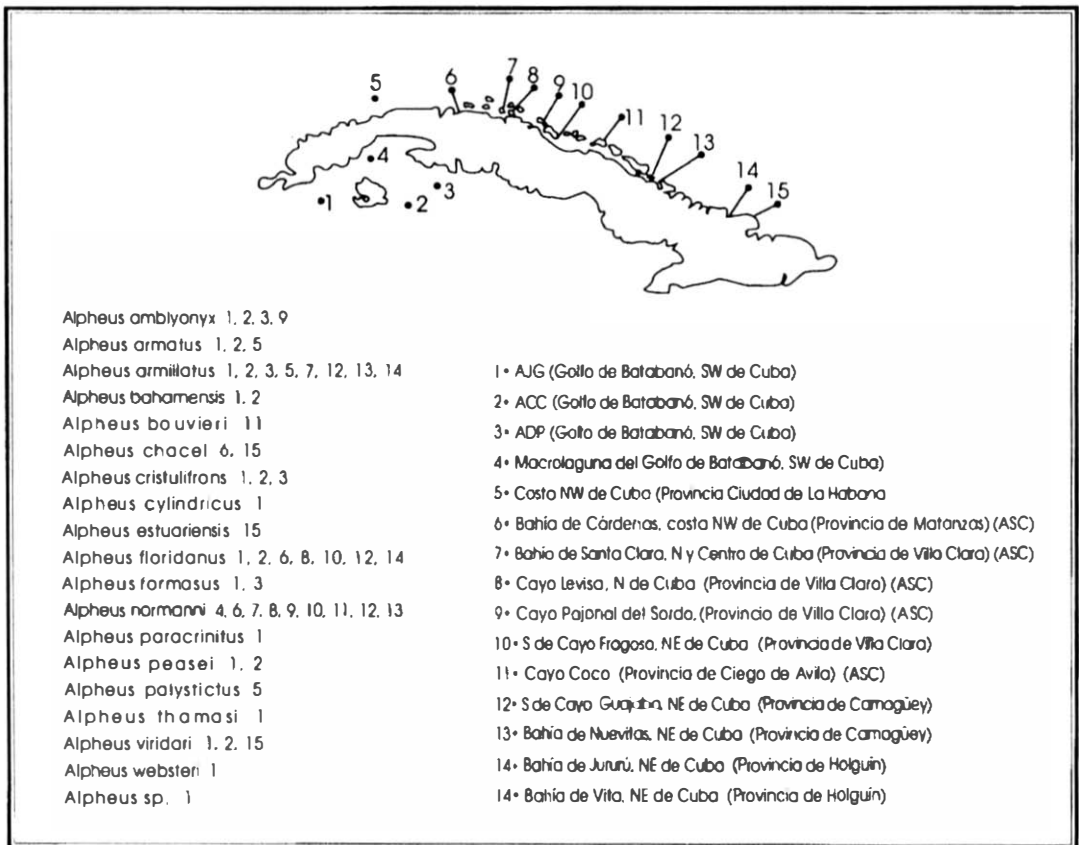 5
6
7
8
9
10
11
12
13
14
15
4
3
1
2
Alpheus amblyonyx 1, 2, 3, 9
Alpheus armatus 1, 2, 5
Alpheus armillatus 1, 2, 3, 5, 7, 12, 13, 14
Alpheus bahamensis 1, 2
Alpheus bouvieri 11
Alpheus chacel 6, 15
Alpheus cristulifrons 1, 2, 3
Alpheus cylindricus 1
Alpheus estuariensis 15
Alpheus floridanus 1, 2, 6, 8, 10, 12, 14
Alpheus formasus 1, 3
Alpheus normanni 4, 6, 7, 8, 9, 10, 11, 12, 13
Alpheus paracrinitus 1
Alpheus peasei 1, 2
Alpheus polystictus 5
Alpheus thamasi 1
Alpheus viridari 1, 2, 15
Alpheus websteri 1
Alpheus sp. 1
1• AJG (Golfo de Batabanó, SW de Cuba)
2• ACC (Golfo de Batabanó, SW de Cuba)
3• ADP (Golfo de Batabanó, SW de Cuba)
4• Macrolaguna del Golfo de Batabanó, SW de Cuba)
5• Costa NW de Cuba (Provincia Ciudad de La Habana
6• Bahía de Cárdenas, costa NW de Cuba (Provincia de Matanzas) (ASC)
7• Bahía de Santa Clara, N y Centro de Cuba (Provincia de Villa Clara) (ASC)
8• Cayo Levisa, N de Cuba (Provincia de Villa Clara) (ASC)
9• Cayo Pajonal del Sordo, (Provincia de Villa Clara) (ASC)
10• S de Cayo Fragoso, NE de Cuba (Provincia de Villa Clara)
11• Cayo Coco (Provincia de Ciego de Avila) (ASC)
12• S de Cayo NE de Cuba (Provincia de Camagüey)
13• Bahía de Nuevitas, NE de Cuba (Provincia de Camagüey)
14• Bahía de Jururú, NE de Cuba (Provincia de Holguín)
14• Bahía de Vita, NE de Cuba (Provincia de Holguín)